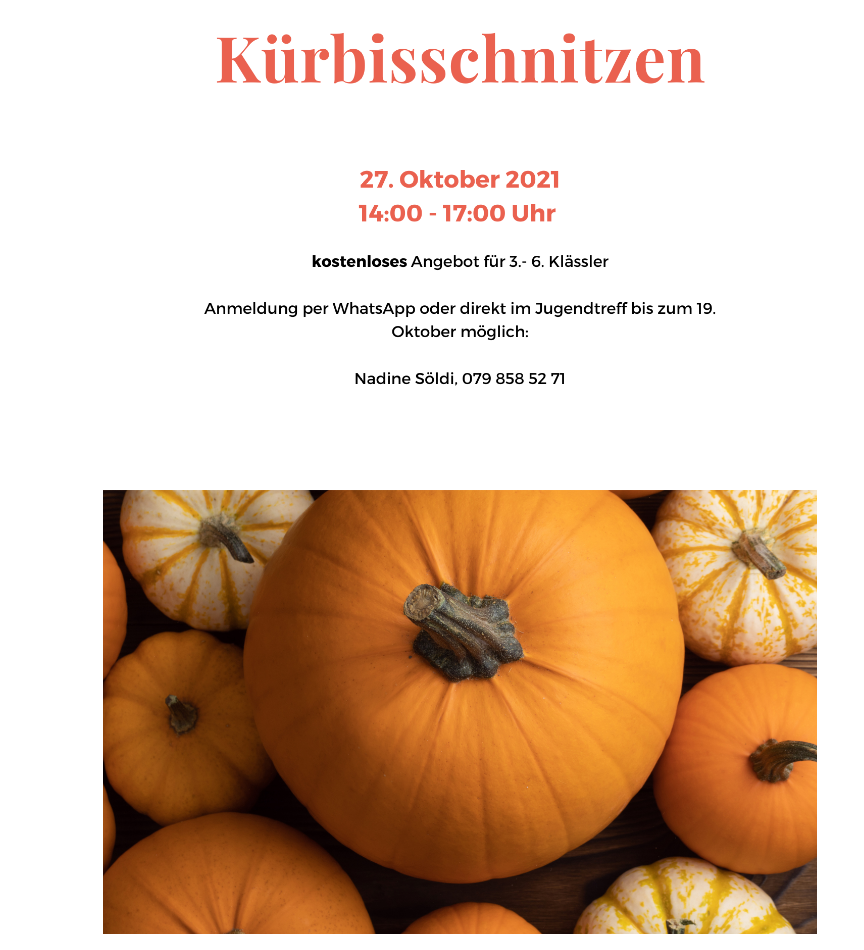 Kürbisschnitzen
27. Oktober 2021
14:00 - 17:00 Uhr
kostenloses Angebot für 3.- 6. Klässler
Anmeldung per WhatsApp oder direkt im Jugendtreff bis zum 19.
Oktober möglich:
Nadine Söldi, 079 858 52 71